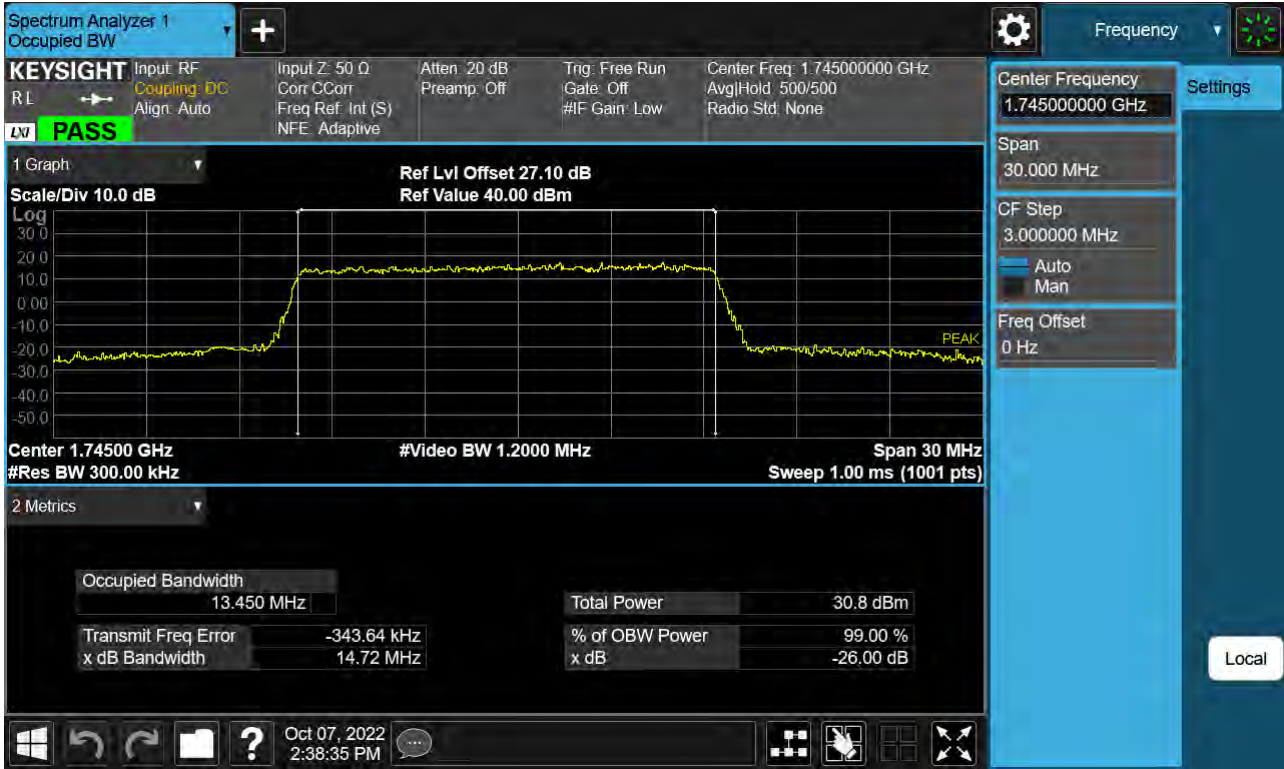 Spectrum Analyzer 1
Occupied BW
Frequency
KEYSIGHT
RL
LXI
PASS
Input: RF
Coupling: DC
Align: Auto
Input Z: 50 Ω
Corr CCorr
Freq Ref: Int (S)
NFE: Adaptive
Atten: 20 dB
Preamp: Off
Trig: Free Run
Gate: Off
#IF Gain: Low
Center Freq: 1.745000000 GHz
Avg|Hold: 500/500
Radio Std: None
Center Frequency
1.745000000 GHz
Settings
Span
30.000 MHz
CF Step
3.000000 MHz
Auto
Man
Freq Offset
0 Hz
Local
1 Graph
Scale/Div 10.0 dB
Ref Lvl Offset 27.10 dB
Ref Value 40.00 dBm
Log
30.0
20.0
10.0
0.00
-10.0
-20.0
-30.0
-40.0
-50.0
PEAK
Center 1.74500 GHz
#Video BW 1.2000 MHz
Span 30 MHz
#Res BW 300.00 kHz
Sweep 1.00 ms (1001 pts)
2 Metrics
Occupied Bandwidth
13.450 MHz
Total Power 30.8 dBm
Transmit Freq Error -343.64 kHz
% of OBW Power 99.00 %
x dB Bandwidth 14.72 MHz
x dB -26.00 dB
?
Oct 07, 2022
2:38:35 PM